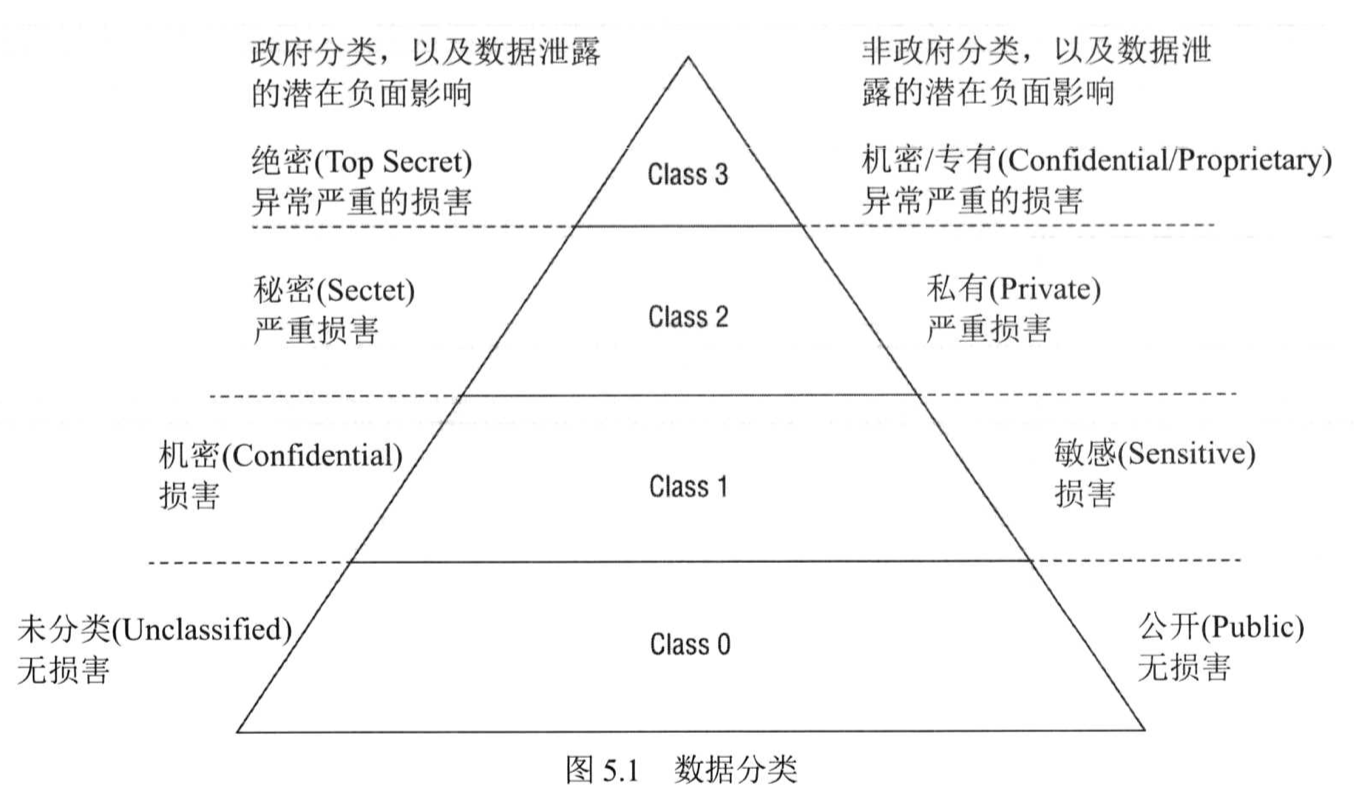 政府分类，以及数据泄露
的潜在负面影响
非政府分类，以及数据泄
露的潜在负面影响
绝密(Top Secret)
异常严重的损害
Class 3
机密/专有(Confidential/Proprietary)
异常严重的损害
秘密(Sectet)
严重损害
Class 2
私有(Private)
严重损害
机密(Confidential)
损害
Class 1
敏感(Sensitive)
损害
未分类(Unclassified)
无损害
Class 0
公开(Public)
无损害
图 5.1 数据分类